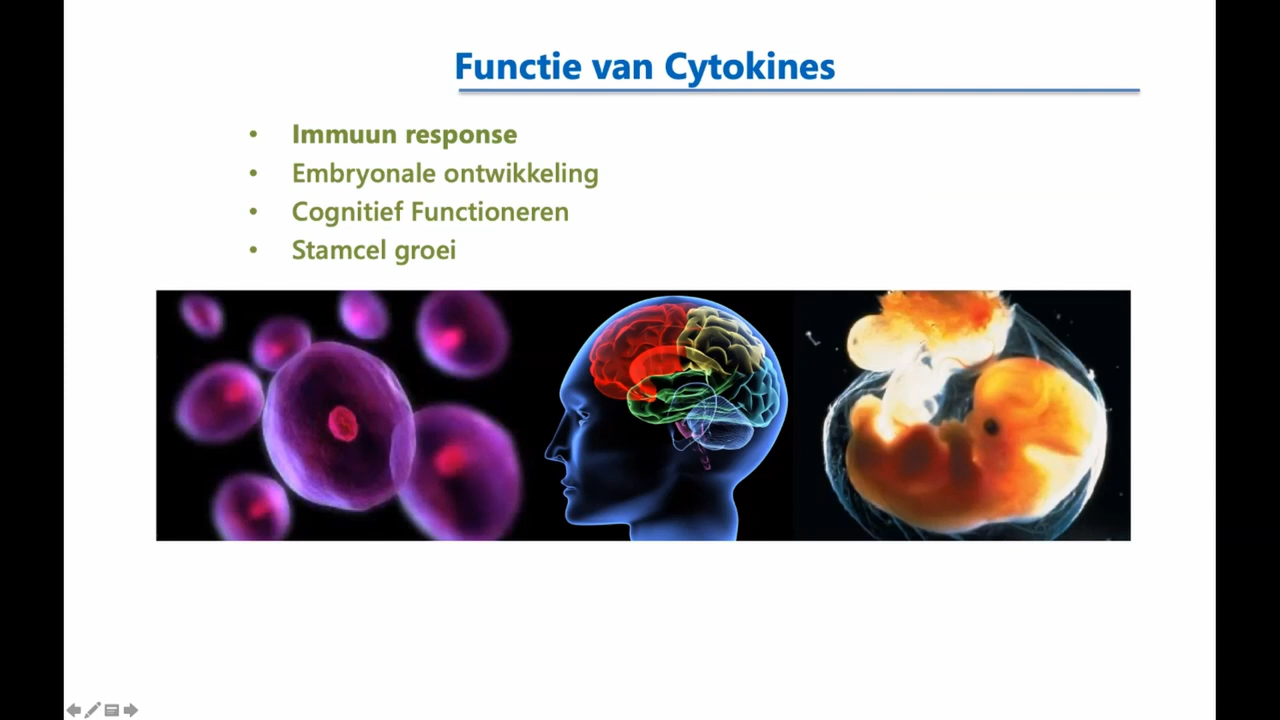 Functie van Cytokines
• Immuun response
• Embryonale ontwikkeling
• Cognitief Functioneren
• Stamcel groei